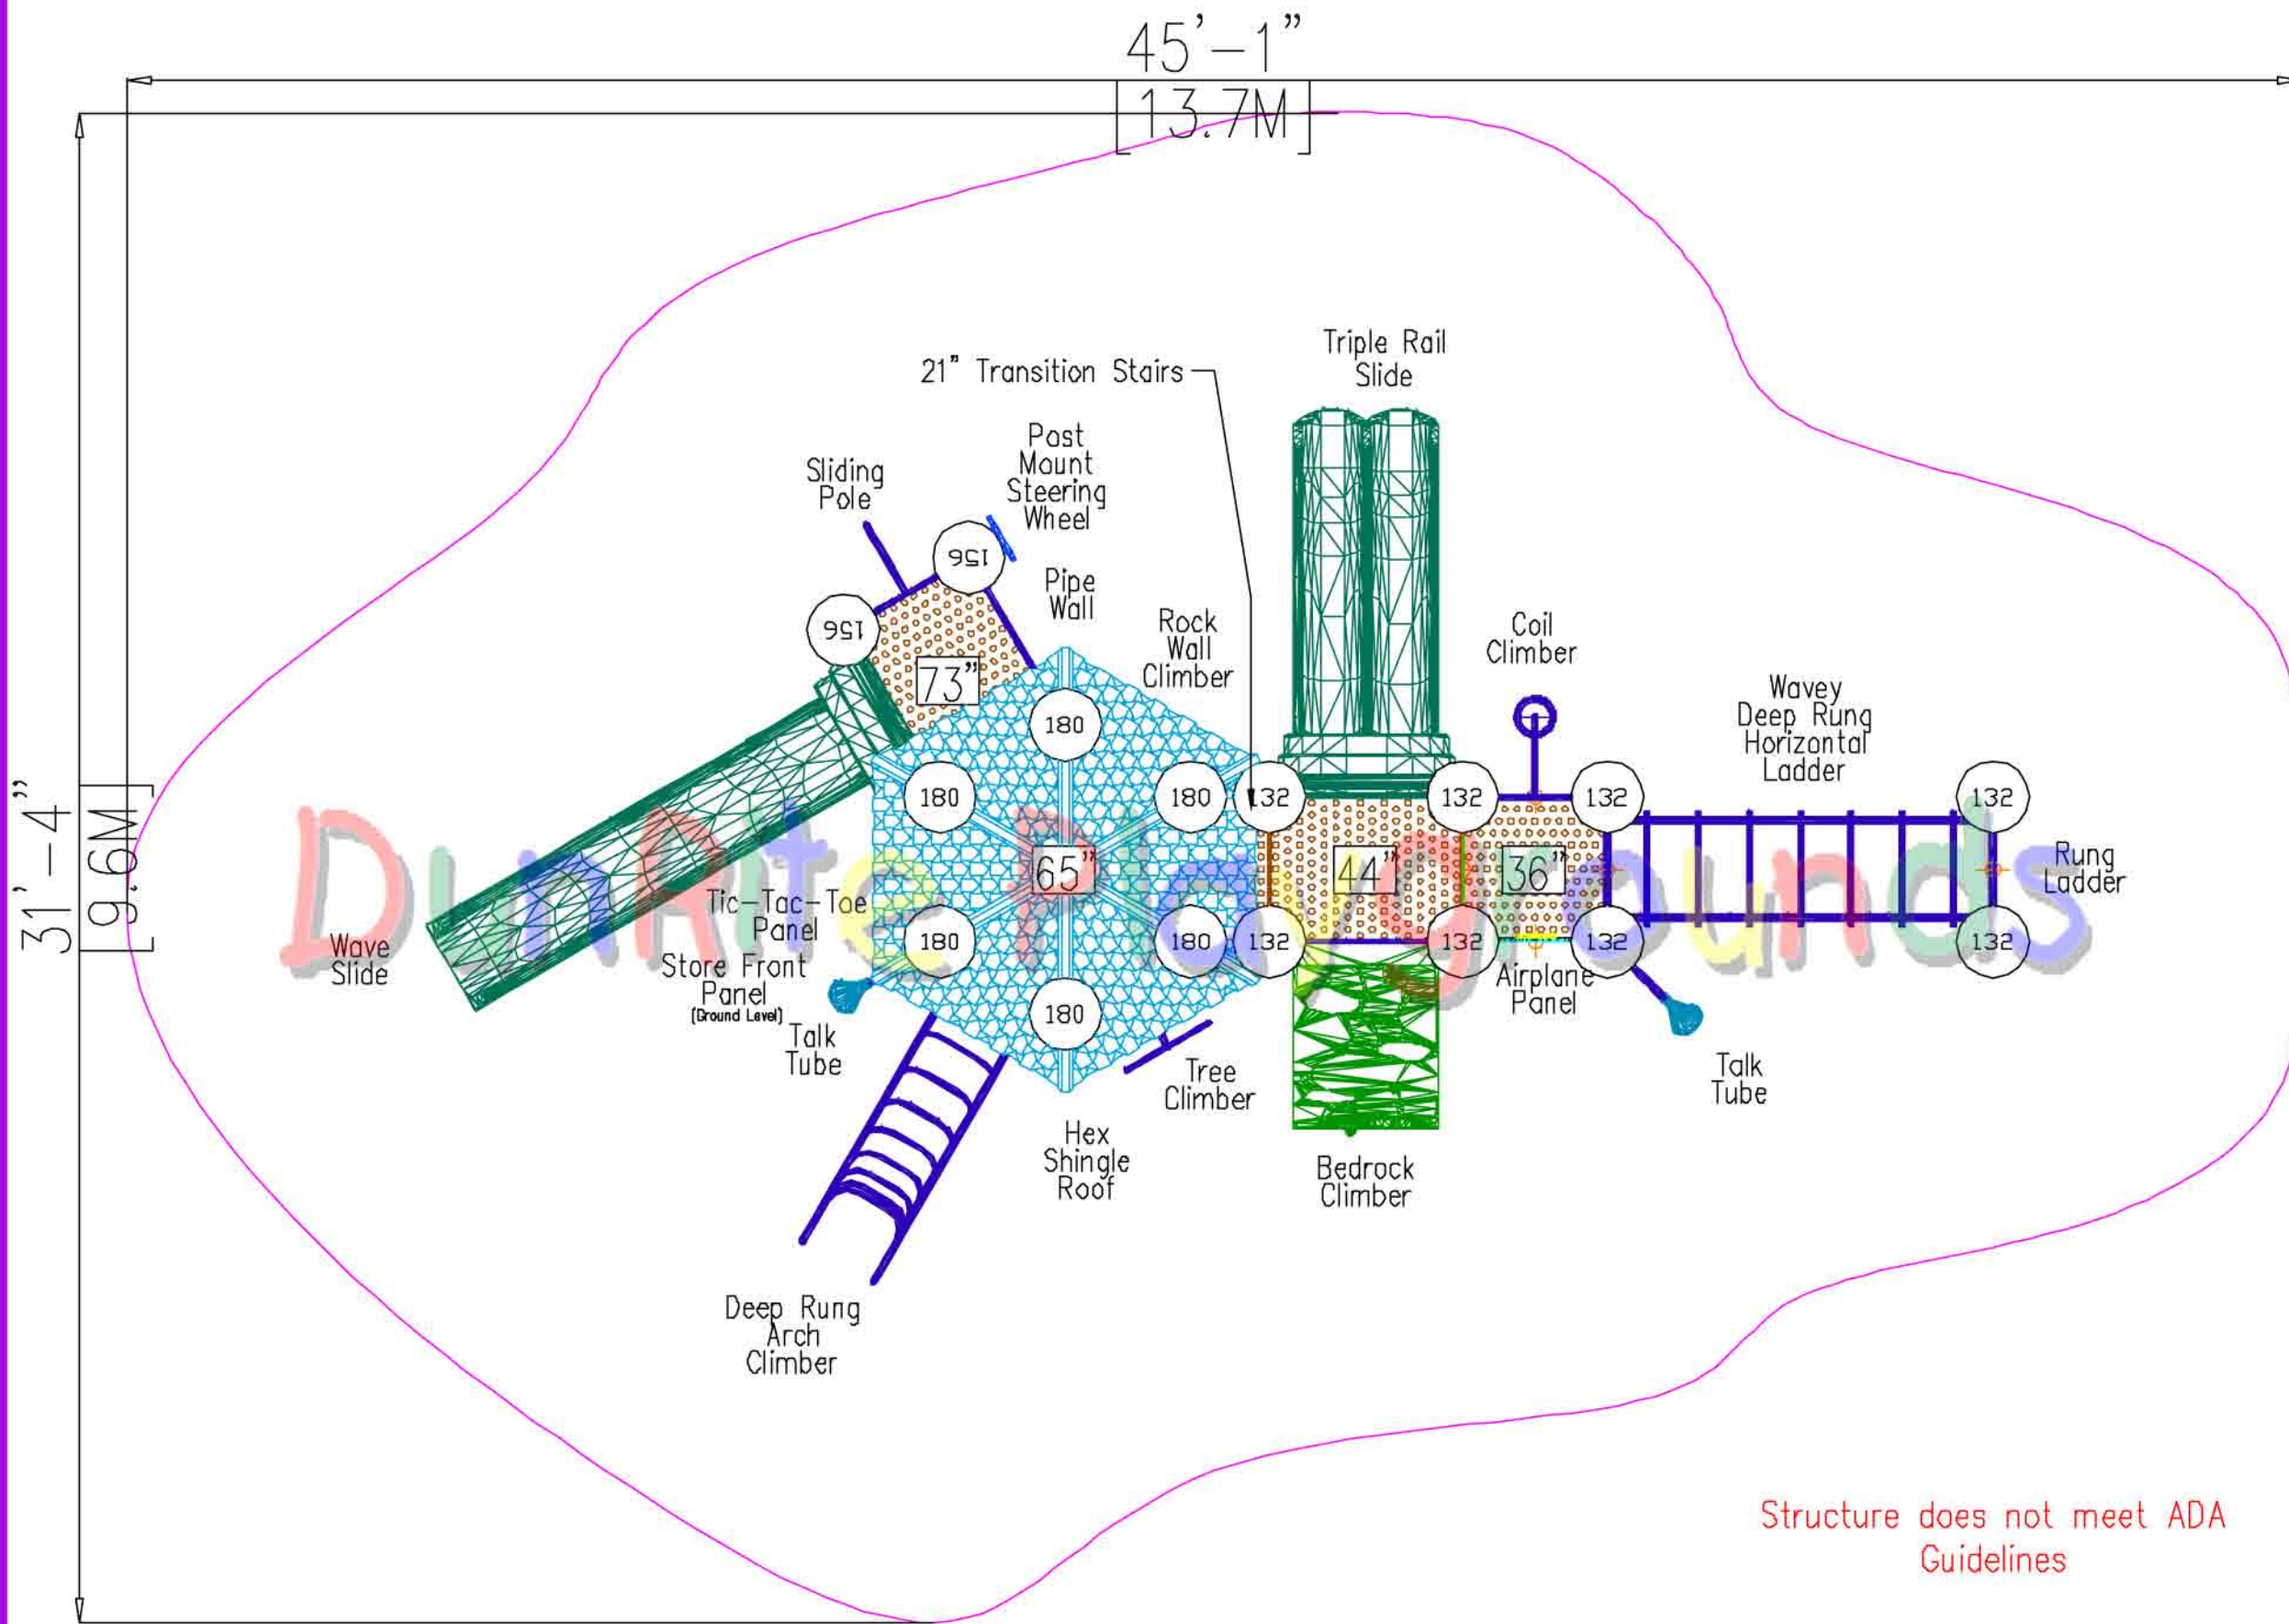 45'-1"
[13.7M]
31'-4"
[9.6M]
21" Transition Stairs
Triple Rail
Slide
Post
Mount
Steering
Wheel
Sliding
Pole
156
156
Pipe
Wall
Rock
Wall
Climber
Coil
Climber
Wavey
Deep Rung
Horizontal
Ladder
73"
180
180
180
132
132
132
132
65"
44"
36"
Rung
Ladder
DunRite Playgrounds
Tic-Tac-Toe
Panel
Wave
Slide
Store Front
Panel
(Ground Level)
180
180
132
132
132
132
Airplane
Panel
180
Talk
Tube
Tree
Climber
Talk
Tube
Hex
Shingle
Roof
Bedrock
Climber
Deep Rung
Arch
Climber
Structure does not meet ADA
Guidelines